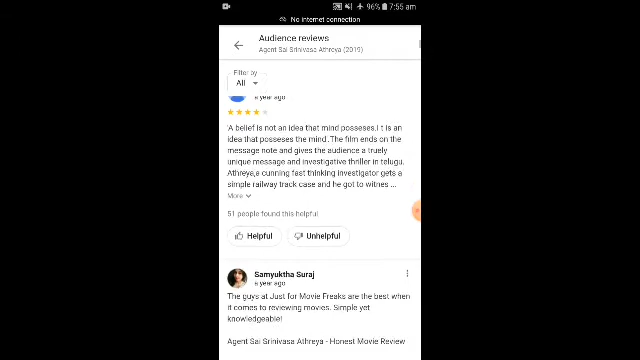 96% 7:55 am
No internet connection
Audience reviews
Agent Sai Srinivasa Athreya (2019)
Filter by
All
a year ago
'A belief is not an idea that mind posseses.I t is an
idea that posseses the mind'.The film ends on the
message note and gives the audience a truely
unique message and investigative thriller in telugu.
Athreya,a cunning fast thinking investigator gets a
simple railway track case and he got to witnes ...
More
51 people found this helpful
Helpful
Unhelpful
Samyuktha Suraj
a year ago
The guys at Just for Movie Freaks are the best when
it comes to reviewing movies. Simple yet
knowledgeable!
Agent Sai Srinivasa Athreya - Honest Movie Review